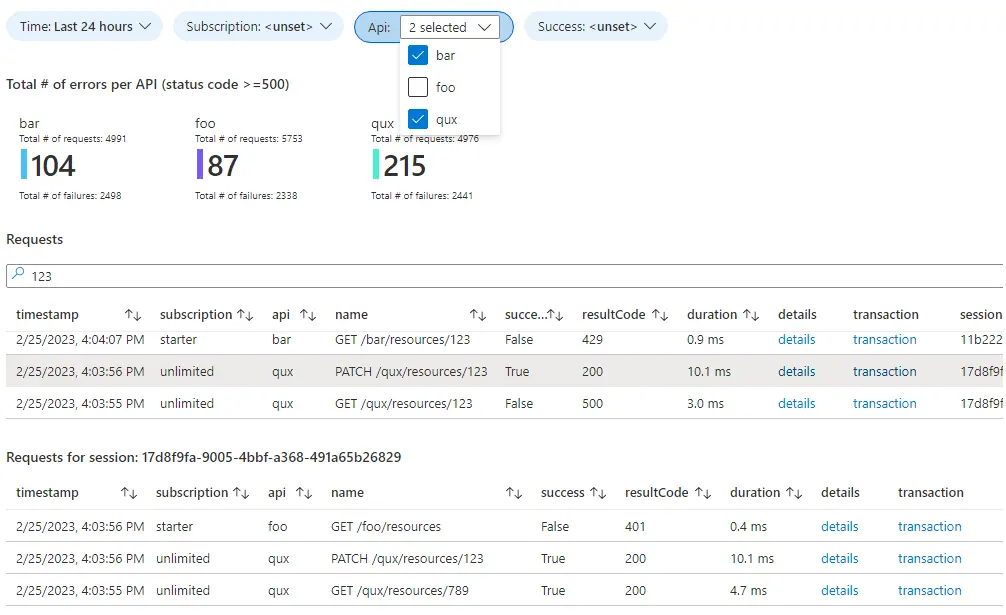 Time: Last 24 hours Subscription: <unset> Api: 2 selected Success: <unset>
bar
foo
qux
Total # of errors per API (status code >=500)
bar foo qux
Total # of requests: 4991 Total # of requests: 5753 Total # of requests: 4976
104 87 215
Total # of failures: 2498 Total # of failures: 2338 Total # of failures: 2441
Requests
123
timestamp subscription api name succe... resultCode duration details transaction session
2/25/2023, 4:04:07 PM starter bar GET /bar/resources/123 False 429 0.9 ms details transaction 11b222
2/25/2023, 4:03:56 PM unlimited qux PATCH /qux/resources/123 True 200 10.1 ms details transaction 17d8f9f
2/25/2023, 4:03:55 PM unlimited qux GET /qux/resources/123 False 500 3.0 ms details transaction 17d8f9f
Requests for session: 17d8f9fa-9005-4bbf-a368-491a65b26829
timestamp subscription api name success resultCode duration details transaction
2/25/2023, 4:03:56 PM starter foo GET /foo/resources False 401 0.4 ms details transaction
2/25/2023, 4:03:56 PM unlimited qux PATCH /qux/resources/123 True 200 10.1 ms details transaction
2/25/2023, 4:03:55 PM unlimited qux GET /qux/resources/789 True 200 4.7 ms details transaction